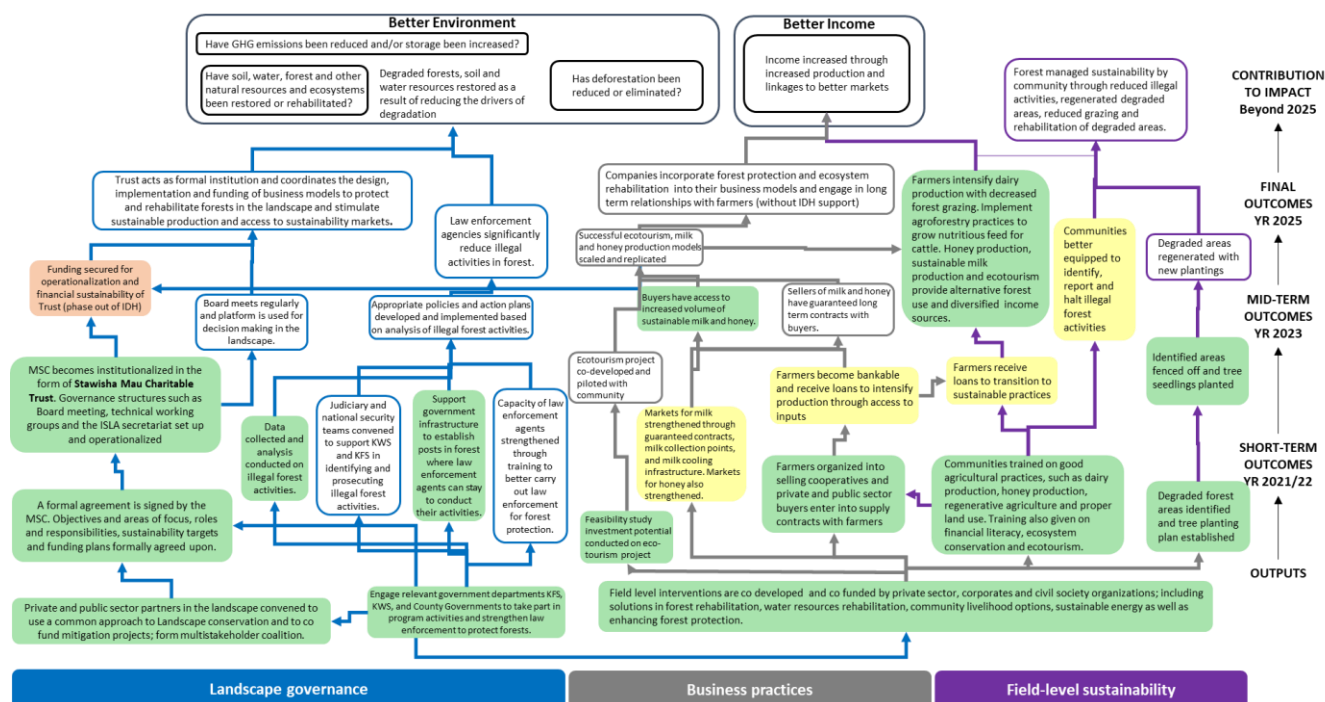 Better Environment
Have GHG emissions been reduced and/or storage been increased?
Have soil, water, forest and other
natural resources and ecosystems
been restored or rehabilitated?
Degraded forests, soil and
water resources restored as a
result of reducing the drivers of
degradation
Has deforestation been
reduced or eliminated?
Better Income
Income increased through
increased production and
linkages to better markets
Forest managed sustainability by
community through reduced illegal
activities, regenerated degraded
areas, reduced grazing and
rehabilitation of degraded areas.
CONTRIBUTION
TO IMPACT
Beyond 2025
Trust acts as formal institution and coordinates the design,
implementation and funding of business models to protect
and rehabilitate forests in the landscape and stimulate
sustainable production and access to sustainability markets.
Law enforcement
agencies significantly
reduce illegal
activities in forest.
Companies incorporate forest protection and ecosystem
rehabilitation into their business models and engage in long
term relationships with farmers (without IDH support)
Successful ecotourism, milk
and honey production models
scaled and replicated
Farmers intensify dairy
production with decreased
forest grazing. Implement
agroforestry practices to
grow nutritious feed for
cattle. Honey production,
sustainable milk
production and ecotourism
provide alternative forest
use and diversified income
sources.
Communities
better
equipped to
identify,
report and
halt illegal
forest
activities
Degraded areas
regenerated with
new plantings
FINAL
OUTCOMES
YR 2025
Funding secured for
operationalization and
financial sustainability of
Trust (phase out of IDH)
Board meets regularly
and platform is used for
decision making in the
landscape.
Appropriate policies and action plans
developed and implemented based
on analysis of illegal forest activities.
Buyers have access to
increased volume of
sustainable milk and honey.
Sellers of milk and honey
have guaranteed long
term contracts with
buyers.
MID-TERM
OUTCOMES
YR 2023
MSC becomes institutionalized in the
form of Stawisha Mau Charitable
Trust. Governance structures such as
Board meeting, technical working
groups and the ISLA secretariat set up
and operationalized
Data
collected and
analysis
conducted on
illegal forest
activities.
Judiciary and
national security
teams convened
to support KWS
and KFS in
identifying and
prosecuting
illegal forest
activities.
Support
government
infrastructure
to establish
posts in forest
where law
enforcement
agents can stay
to conduct
their activities.
Capacity of law
enforcement
agents
strengthened
through
training to
better carry
out law
enforcement
for forest
protection.
Ecotourism project
co-developed and
piloted with
community
Markets for milk
strengthened through
guaranteed contracts,
milk collection points,
and milk cooling
infrastructure. Markets
for honey also
strengthened.
Farmers become bankable
and receive loans to intensify
production through access to
inputs
Farmers receive
loans to transition to
sustainable practices
Identified areas
fenced off and tree
seedlings planted
SHORT-TERM
OUTCOMES
YR 2021/22
A formal agreement is signed by the
MSC. Objectives and areas of focus, roles
and responsibilities, sustainability targets
and funding plans formally agreed upon.
Feasibility study
investment potential
conducted on eco-
tourism project
Farmers organized into
selling cooperatives and
private and public sector
buyers enter into supply
contracts with farmers
Communities trained on good
agricultural practices, such as dairy
production, honey production,
regenerative agriculture and proper
land use. Training also given on
financial literacy, ecosystem
conservation and ecotourism.
Degraded forest
areas identified
and tree planting
plan established
OUTPUTS
Private and public sector partners in the landscape convened to
use a common approach to Landscape conservation and to co
fund mitigation projects; form multistakeholder coalition.
Engage relevant government departments KFS,
KWS, and County Governments to take part in
program activities and strengthen law
enforcement to protect forests.
Field level interventions are co developed and co funded by private sector, corporates and civil society organizations; including
solutions in forest rehabilitation, water resources rehabilitation, community livelihood options, sustainable energy as well as
enhancing forest protection.
Landscape governance
Business practices
Field-level sustainability